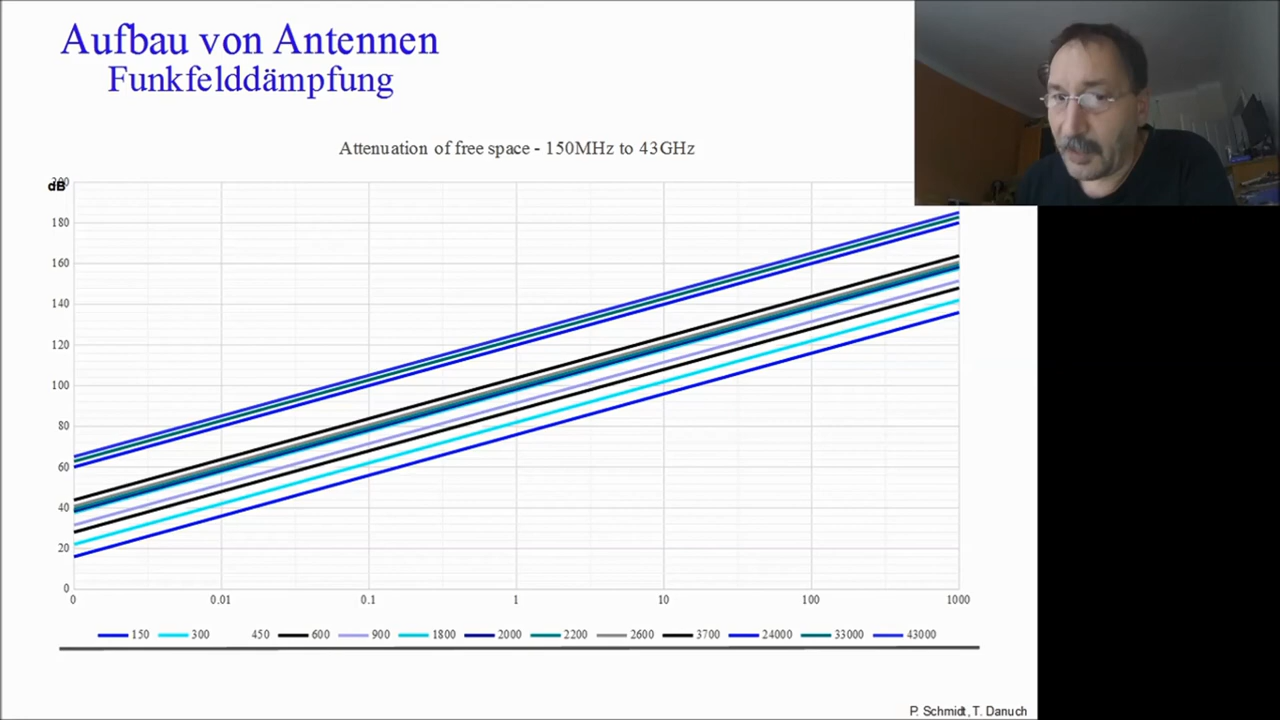 Aufbau von Antennen
Funkfelddämpfung
Attenuation of free space - 150MHz to 43GHz
dB
200
180
160
140
120
100
80
60
40
20
0
0 0.01 0.1 1 10 100 1000
150 300 450 600 900 1800 2000 2200 2600 3700 24000 33000 43000
P. Schmidt, T. Danuch